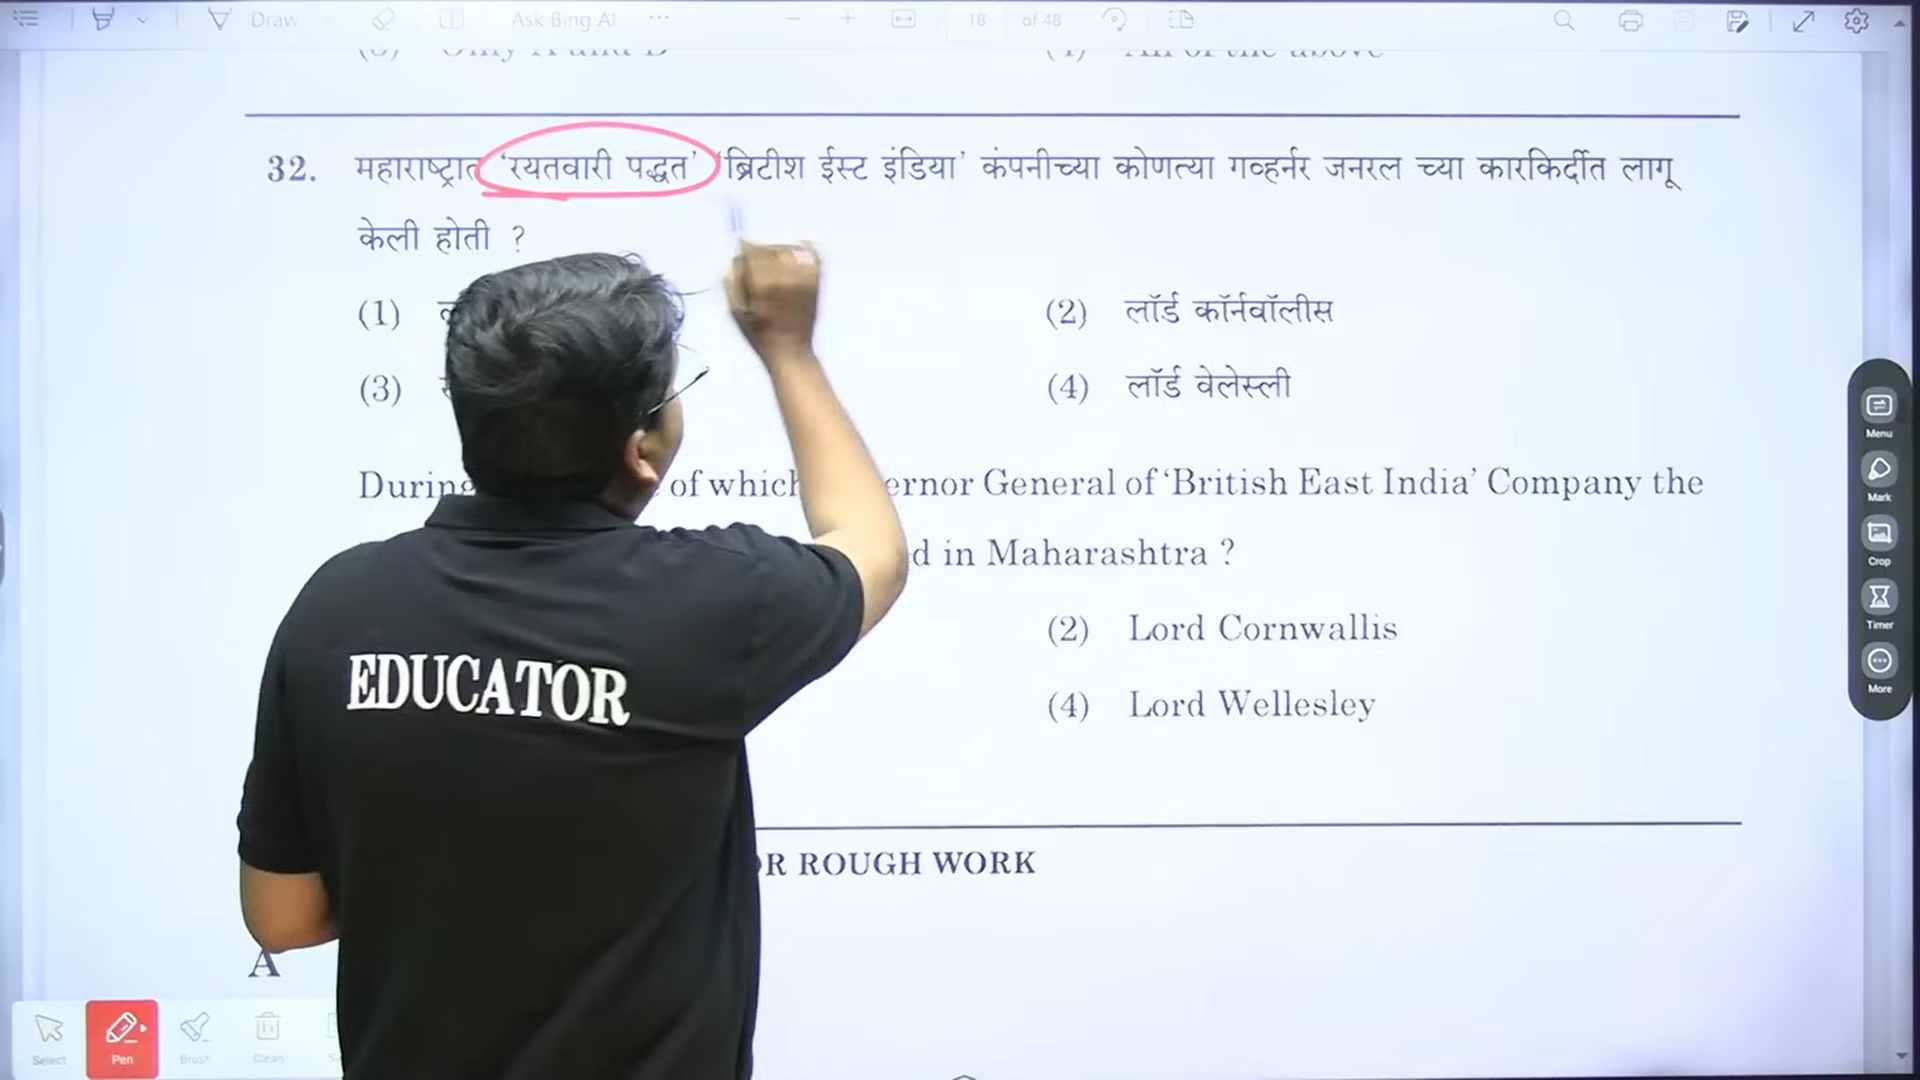 Draw
Ask Bing AI
18 of 48
32. महाराष्ट्रात 'रयतवारी पद्धत' 'ब्रिटीश ईस्ट इंडिया' कंपनीच्या कोणत्या गव्हर्नर जनरल च्या कारकिर्दीत लागू
केली होती ?
(1) (2) लॉर्ड कॉर्नवॉलीस
(3) (4) लॉर्ड वेलेस्ली
of which General of 'British East India' Company the
in Maharashtra ?
(2) Lord Cornwallis
(4) Lord Wellesley
ROUGH WORK
A
EDUCATOR
Select
Pen
Brush
Clean
Menu
Mark
Crop
Timer
More